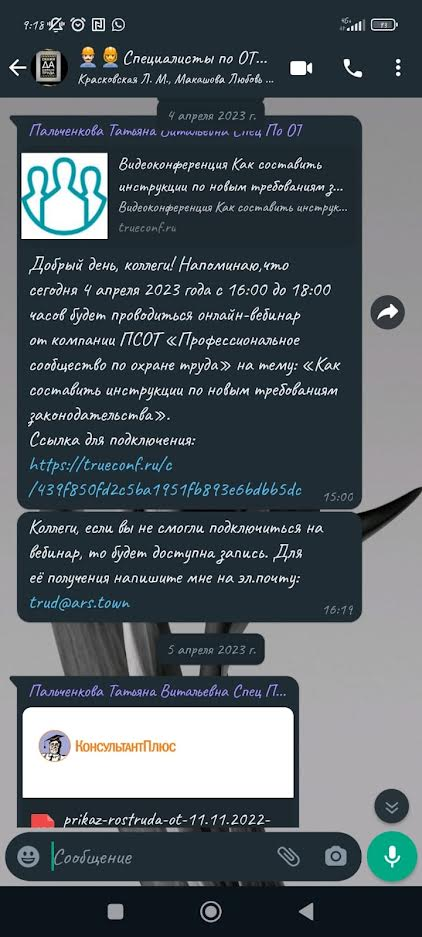 9:18
4G+
73
Специалисты по ОТ...
Красковская Л. М., Макашова Любовь ...
4 апреля 2023 г.
Пальченкова Татьяна Витальевна Спец По ОТ
Видеоконференция Как составить
инструкции по новым требованиям з...
Видеоконференция Как составить инструк...
trueconf.ru
Добрый день, коллеги! Напоминаю,что
сегодня 4 апреля 2023 года с 16:00 до 18:00
часов будет проводиться онлайн-вебинар
от компании ПСОТ «Профессиональное
сообщество по охране труда» на тему: «Как
составить инструкции по новым требованиям
законодательства».
Ссылка для подключения:
https://trueconf.ru/c
/439f850fd2c5ba1951fb893e6bdbb5dc
15:00
Коллеги, если вы не смогли подключиться на
вебинар, то будет доступна запись. Для
её получения напишите мне на эл.почту:
trud@ars.town
16:19
5 апреля 2023 г.
Пальченкова Татьяна Витальевна Спец П...
КонсультантПлюс
prikaz-rostruda-ot-11.11.2022-
Сообщение